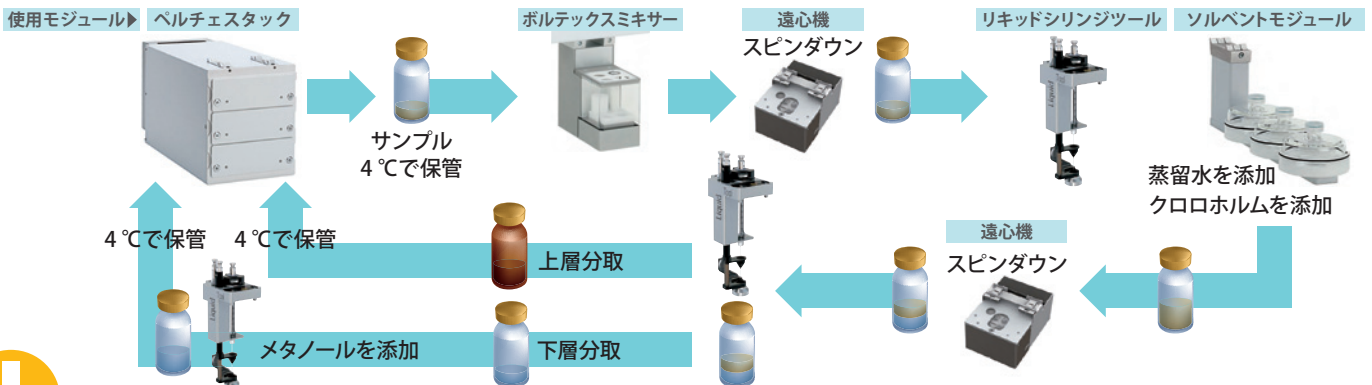 使用モジュール▶
ペルチェスタック
ボルテックスミキサー
遠心機
リキッドシリンジツール
ソルベントモジュール
スピンダウン
サンプル
4 ℃で保管
蒸留水を添加
クロロホルムを添加
遠心機
スピンダウン
4 ℃で保管
4 ℃で保管
上層分取
メタノールを添加
下層分取
Liquid
Liquid
Liquid